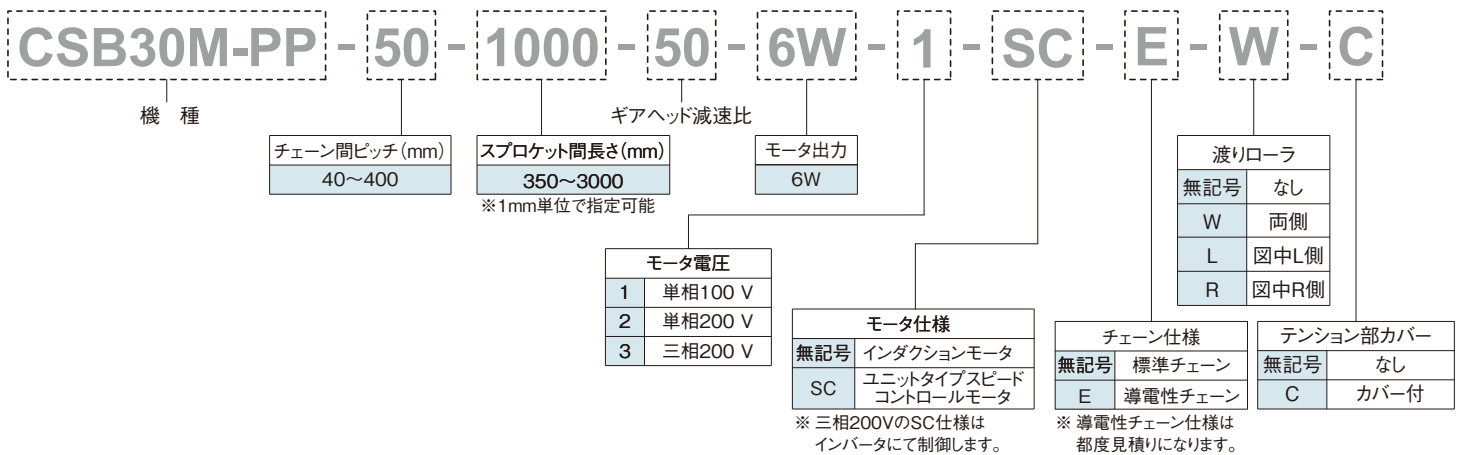 CSB30M-PP - 50 - 1000 - 50 - 6W - 1 - SC - E - W - C
機　種
ギアヘッド減速比
チェーン間ピッチ(mm)
40〜400
スプロケット間長さ(mm)
350〜3000
※1mm単位で指定可能
モータ出力
6W
渡りローラ
無記号 なし
W 両側
L 図中L側
R 図中R側
モータ電圧
1 単相100 V
2 単相200 V
3 三相200 V
モータ仕様
無記号 インダクションモータ
SC ユニットタイプスピード
コントロールモータ
※ 三相200VのSC仕様は
インバータにて制御します。
チェーン仕様
無記号 標準チェーン
E 導電性チェーン
※ 導電性チェーン仕様は
都度見積りになります。
テンション部カバー
無記号 なし
C カバー付